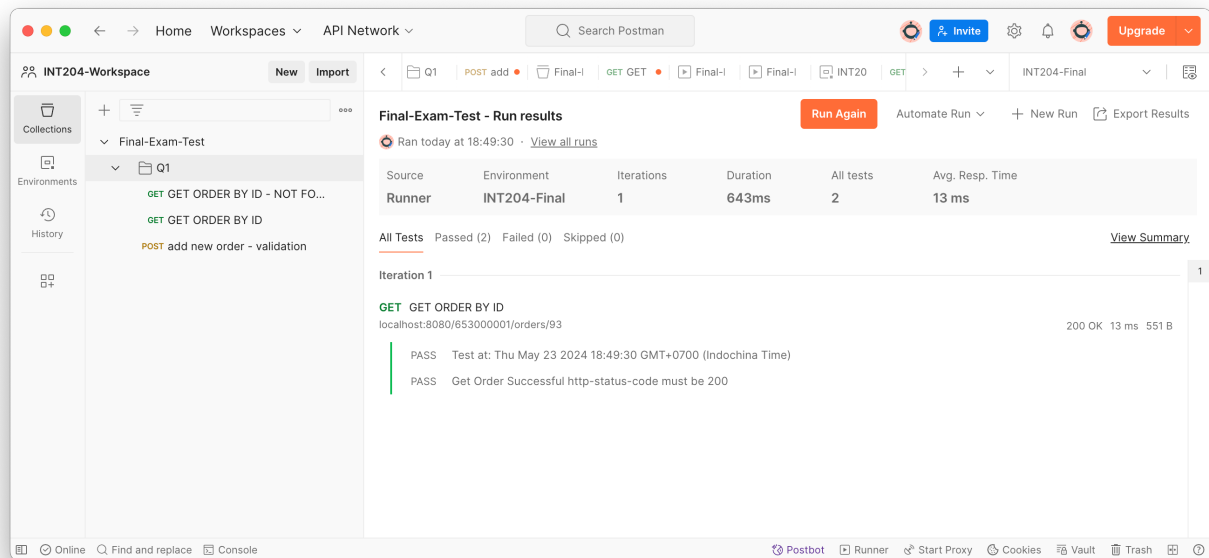 Home Workspaces API Network Search Postman Invite Upgrade
INT204-Workspace New Import Q1 POST add Final-I GET GET Final-I Final-I INT20 GET INT204-Final
Collections
Environments
History
Final-Exam-Test
Q1
GET GET ORDER BY ID - NOT FO...
GET GET ORDER BY ID
POST add new order - validation
Final-Exam-Test - Run results Run Again Automate Run New Run Export Results
Ran today at 18:49:30 · View all runs
Source Environment Iterations Duration All tests Avg. Resp. Time
Runner INT204-Final 1 643ms 2 13 ms
All Tests Passed (2) Failed (0) Skipped (0) View Summary
Iteration 1 1
GET GET ORDER BY ID
localhost:8080/653000001/orders/93 200 OK 13 ms 551 B
PASS Test at: Thu May 23 2024 18:49:30 GMT+0700 (Indochina Time)
PASS Get Order Successful http-status-code must be 200
Online Find and replace Console Postbot Runner Start Proxy Cookies Vault Trash